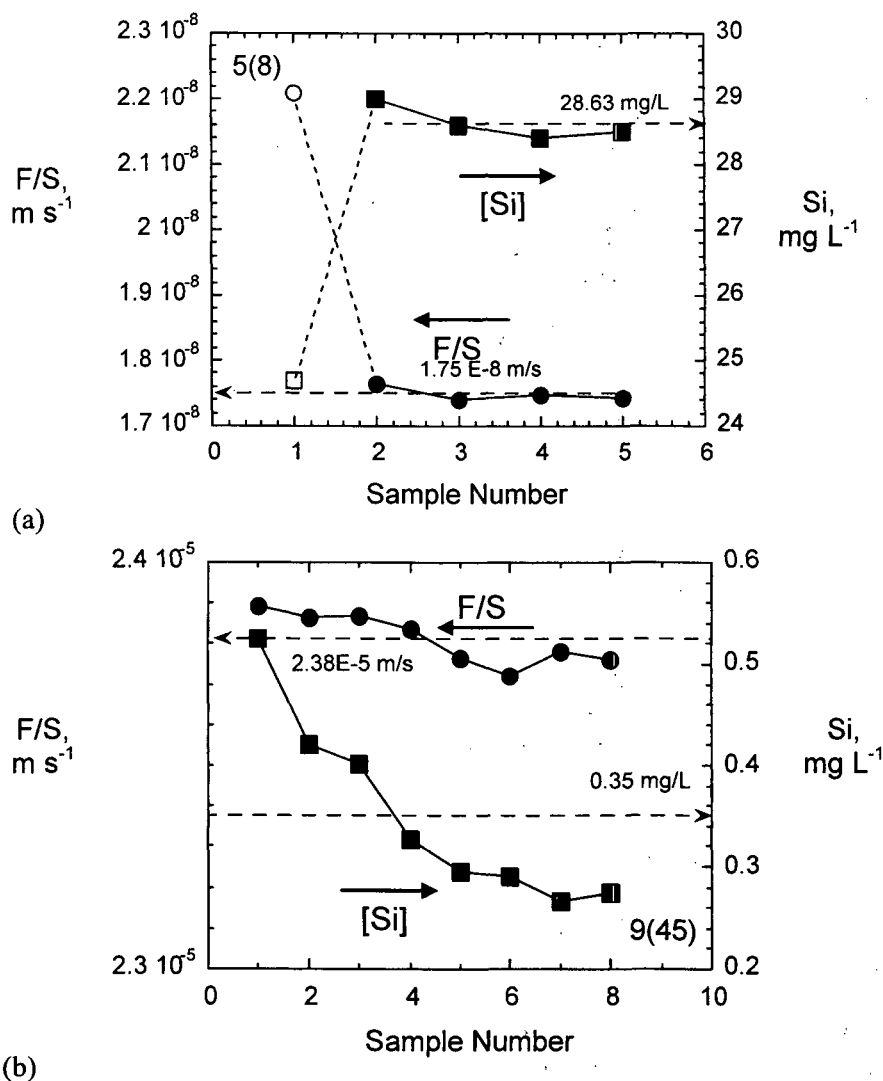 2.3 10⁻⁸
2.2 10⁻⁸
2.1 10⁻⁸
2 10⁻⁸
1.9 10⁻⁸
1.8 10⁻⁸
1.7 10⁻⁸
F/S,
m s⁻¹
5(8)
28.63 mg/L
[Si]
F/S
1.75 E-8 m/s
30
29
28
27
26
25
24
Si,
mg L⁻¹
0 1 2 3 4 5 6
Sample Number
(a)
2.4 10⁻⁵
2.3 10⁻⁵
F/S,
m s⁻¹
F/S
2.38E-5 m/s
0.35 mg/L
[Si]
9(45)
0.6
0.5
0.4
0.3
0.2
Si,
mg L⁻¹
0 2 4 6 8 10
Sample Number
(b)